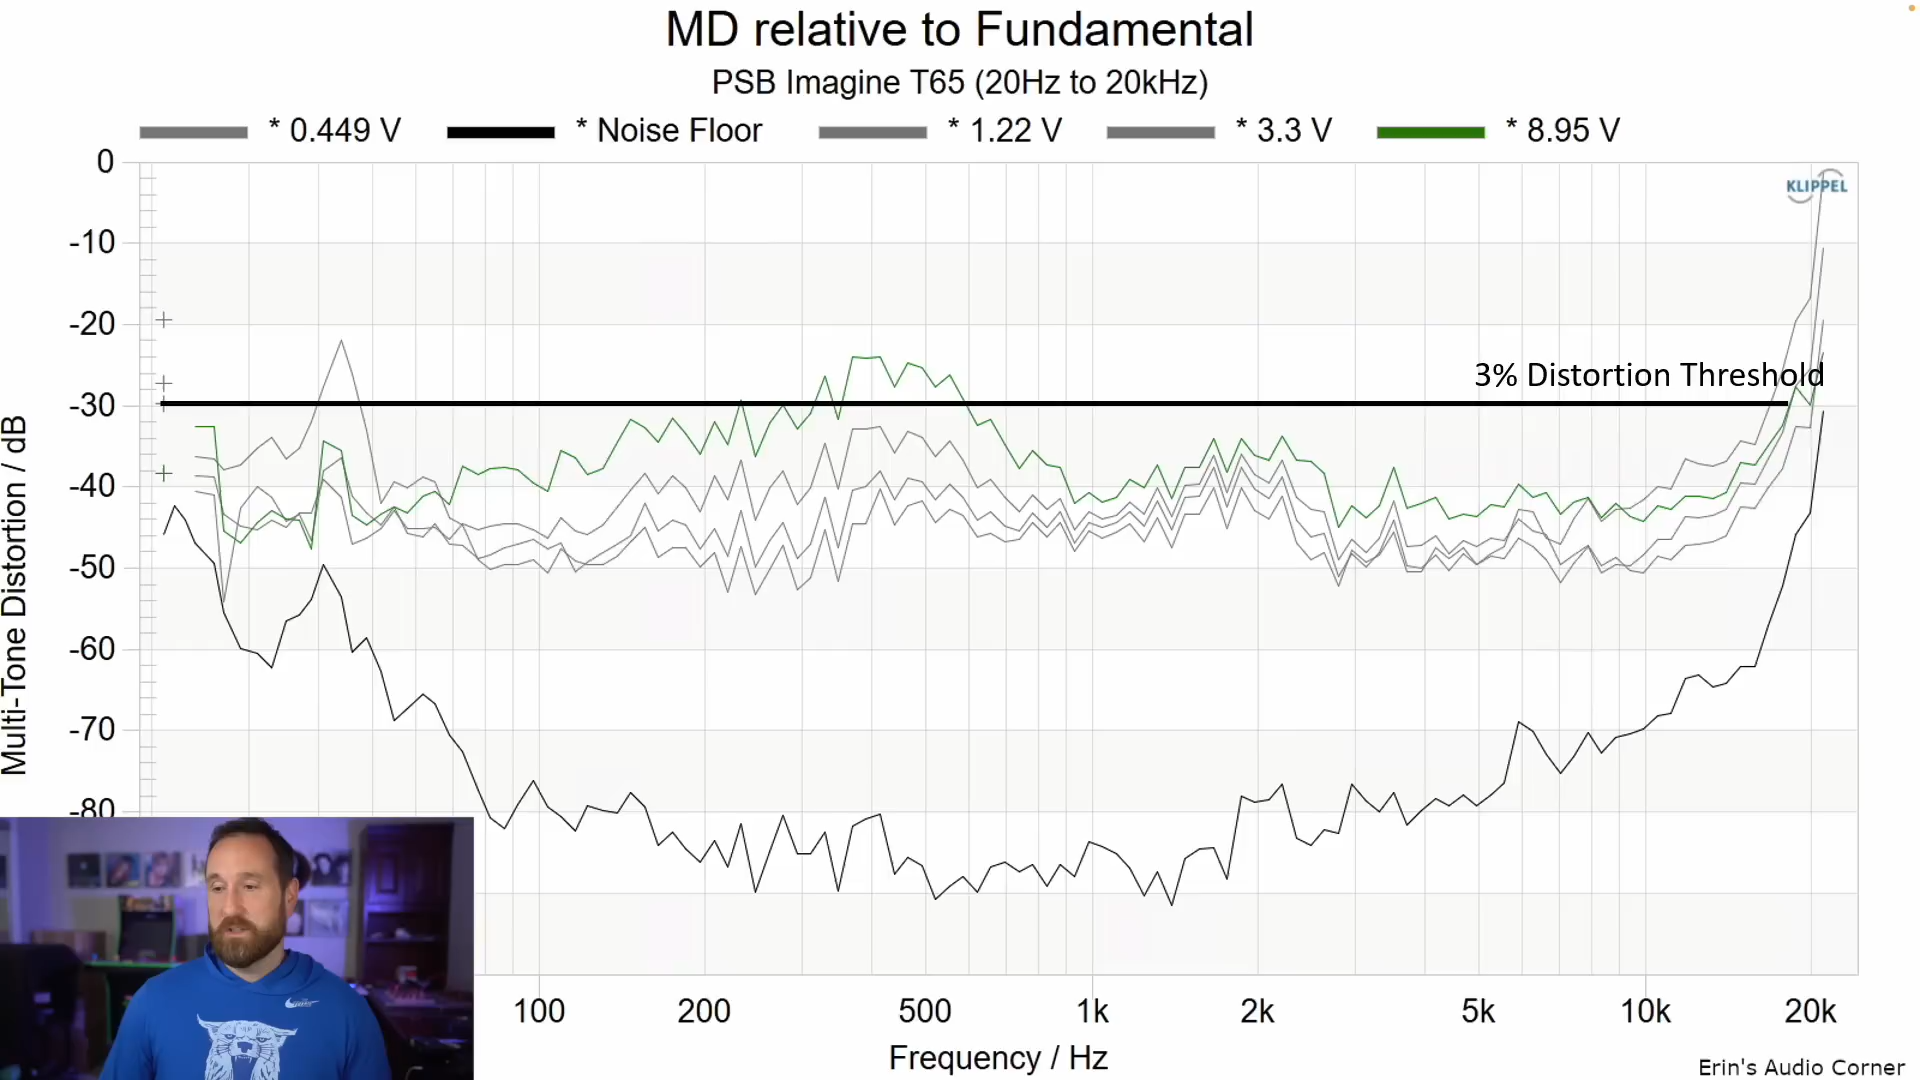 MD relative to Fundamental
PSB Imagine T65 (20Hz to 20kHz)
* 0.449 V * Noise Floor * 1.22 V * 3.3 V * 8.95 V
0
KLIPPEL
-10
-20
3% Distortion Threshold
-30
-40
-50
-60
-70
-80
Multi-Tone Distortion / dB
100 200 500 1k 2k 5k 10k 20k
Frequency / Hz
Erin's Audio Corner